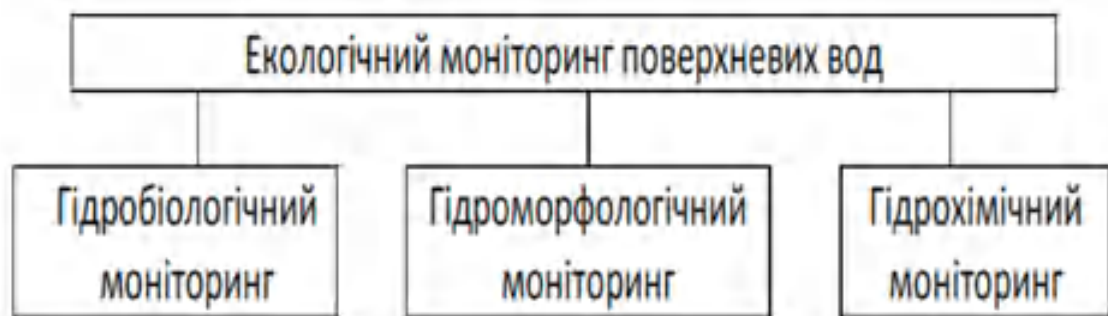 Екологічний моніторинг поверхневих вод
Гідробіологічний
моніторинг
Гідроморфологічний
моніторинг
Гідрохімічний
моніторинг